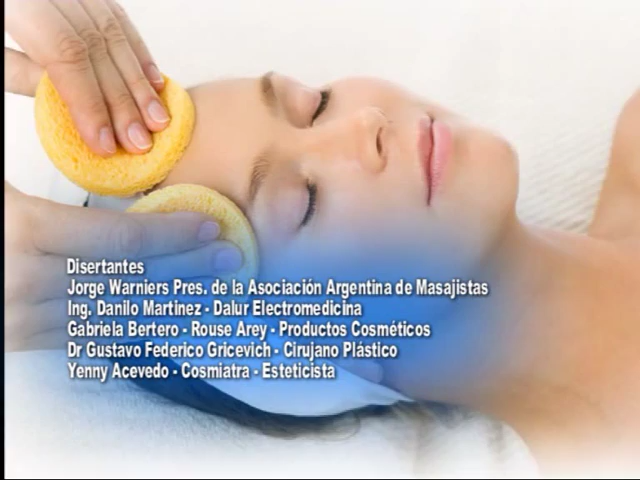 Disertantes
Jorge Warniers Pres. de la Asociación Argentina de Masajistas
Ing. Danilo Martinez - Dalur Electromedicina
Gabriela Bertero - Rouse Arey - Productos Cosméticos
Dr Gustavo Federico Gricevich - Cirujano Plástico
Yenny Acevedo - Cosmiatra - Esteticista